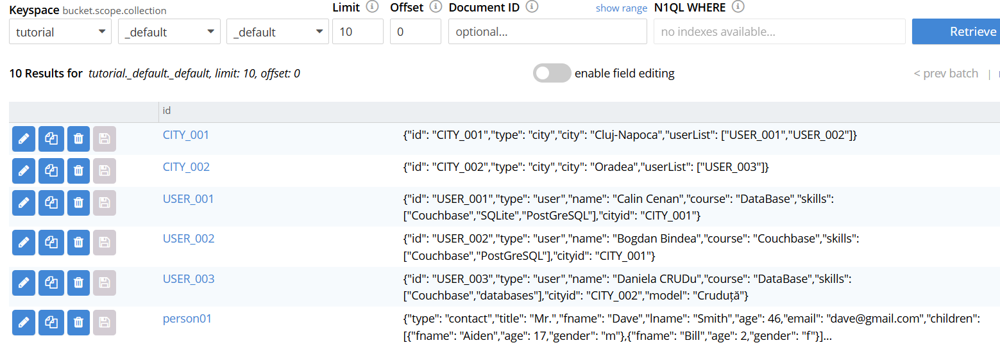 Keyspace bucket.scope.collection Limit Offset Document ID show range N1QL WHERE
tutorial _default _default 10 0 optional... no indexes available... Retrieve
10 Results for tutorial._default._default, limit: 10, offset: 0 enable field editing < prev batch |
id
CITY_001 {"id": "CITY_001","type": "city","city": "Cluj-Napoca","userList": ["USER_001","USER_002"]}
CITY_002 {"id": "CITY_002","type": "city","city": "Oradea","userList": ["USER_003"]}
USER_001 {"id": "USER_001","type": "user","name": "Calin Cenan","course": "DataBase","skills":
["Couchbase","SQLite","PostGreSQL"],"cityid": "CITY_001"}
USER_002 {"id": "USER_002","type": "user","name": "Bogdan Bindea","course": "Couchbase","skills":
["Couchbase","PostGreSQL"],"cityid": "CITY_001"}
USER_003 {"id": "USER_003","type": "user","name": "Daniela CRUDu","course": "DataBase","skills":
["Couchbase","databases"],"cityid": "CITY_002","model": "Cruduță"}
person01 {"type": "contact","title": "Mr.","fname": "Dave","lname": "Smith","age": 46,"email": "dave@gmail.com","children":
[{"fname": "Aiden","age": 17,"gender": "m"},{"fname": "Bill","age": 2,"gender": "f"}]...